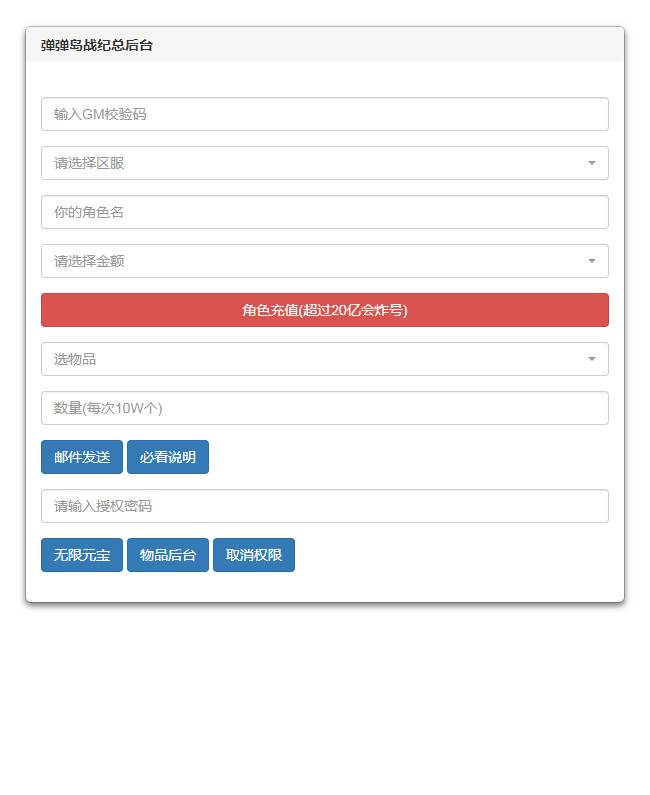 弹弹岛战纪总后台
输入GM校验码
请选择区服
你的角色名
请选择金额
角色充值(超过20亿会炸号)
选物品
数量(每次10W个)
邮件发送 必看说明
请输入授权密码
无限元宝 物品后台 取消权限